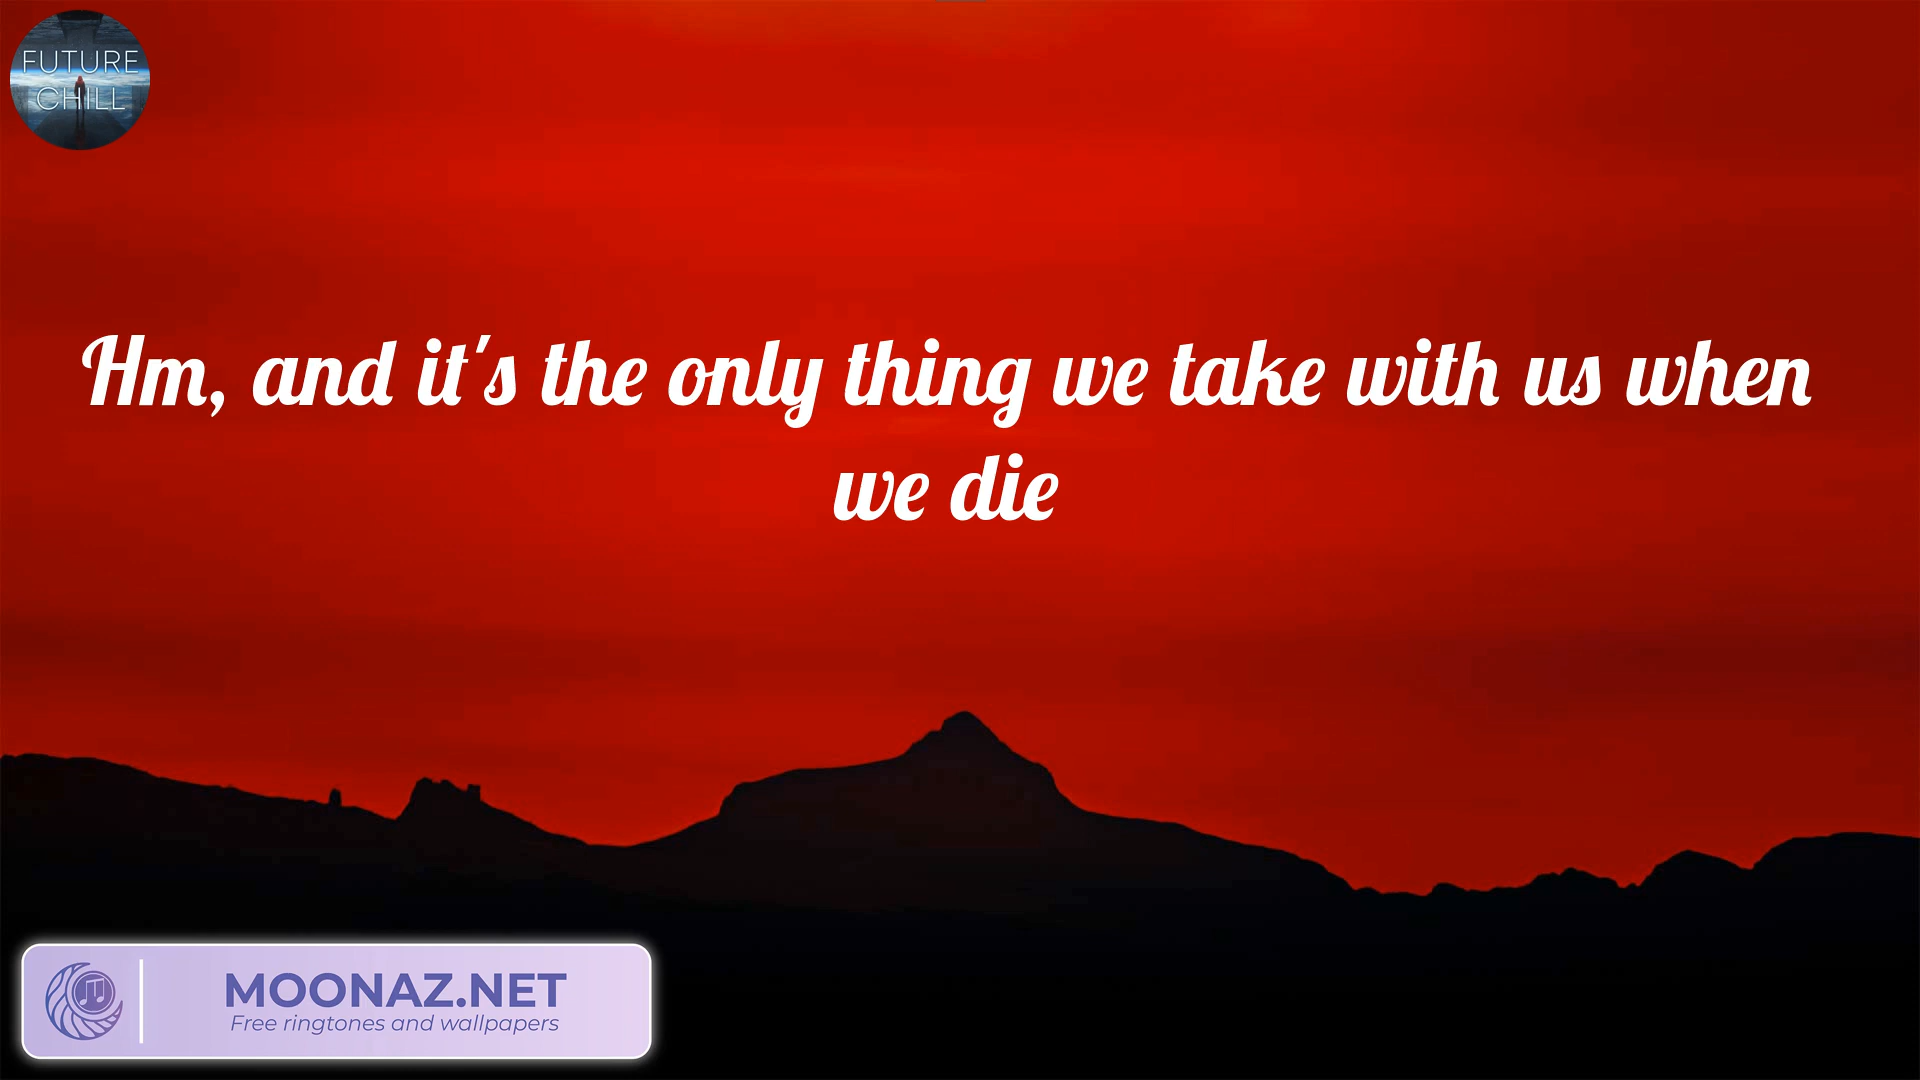 FUTURE
CHILL
Hm, and it's the only thing we take with us when
we die
MOONAZ.NET
Free ringtones and wallpapers